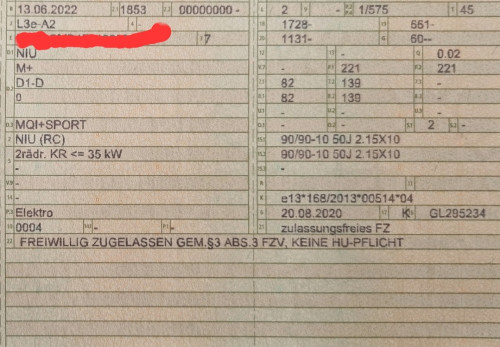 13.06.2022 1853 00000000 - 2 - 1/575 45
L3e-A2 - 1728- 661-
7 1131- 60--
NIU - - 0.02
M+ - 221 221
D1-D 82 139 -
0 82 139 -
- - -
MQI+SPORT - 2 -
NIU (RC) 90/90-10 50J 2.15X10
2rädr. KR <= 35 kW 90/90-10 50J 2.15X10
- -
- -
- e13*168/2013*00514*04
Elektro 20.08.2020 K GL295234
0004 - - zulassungsfreies FZ
FREIWILLIG ZUGELASSEN GEM.§3 ABS.3 FZV, KEINE HU-PFLICHT